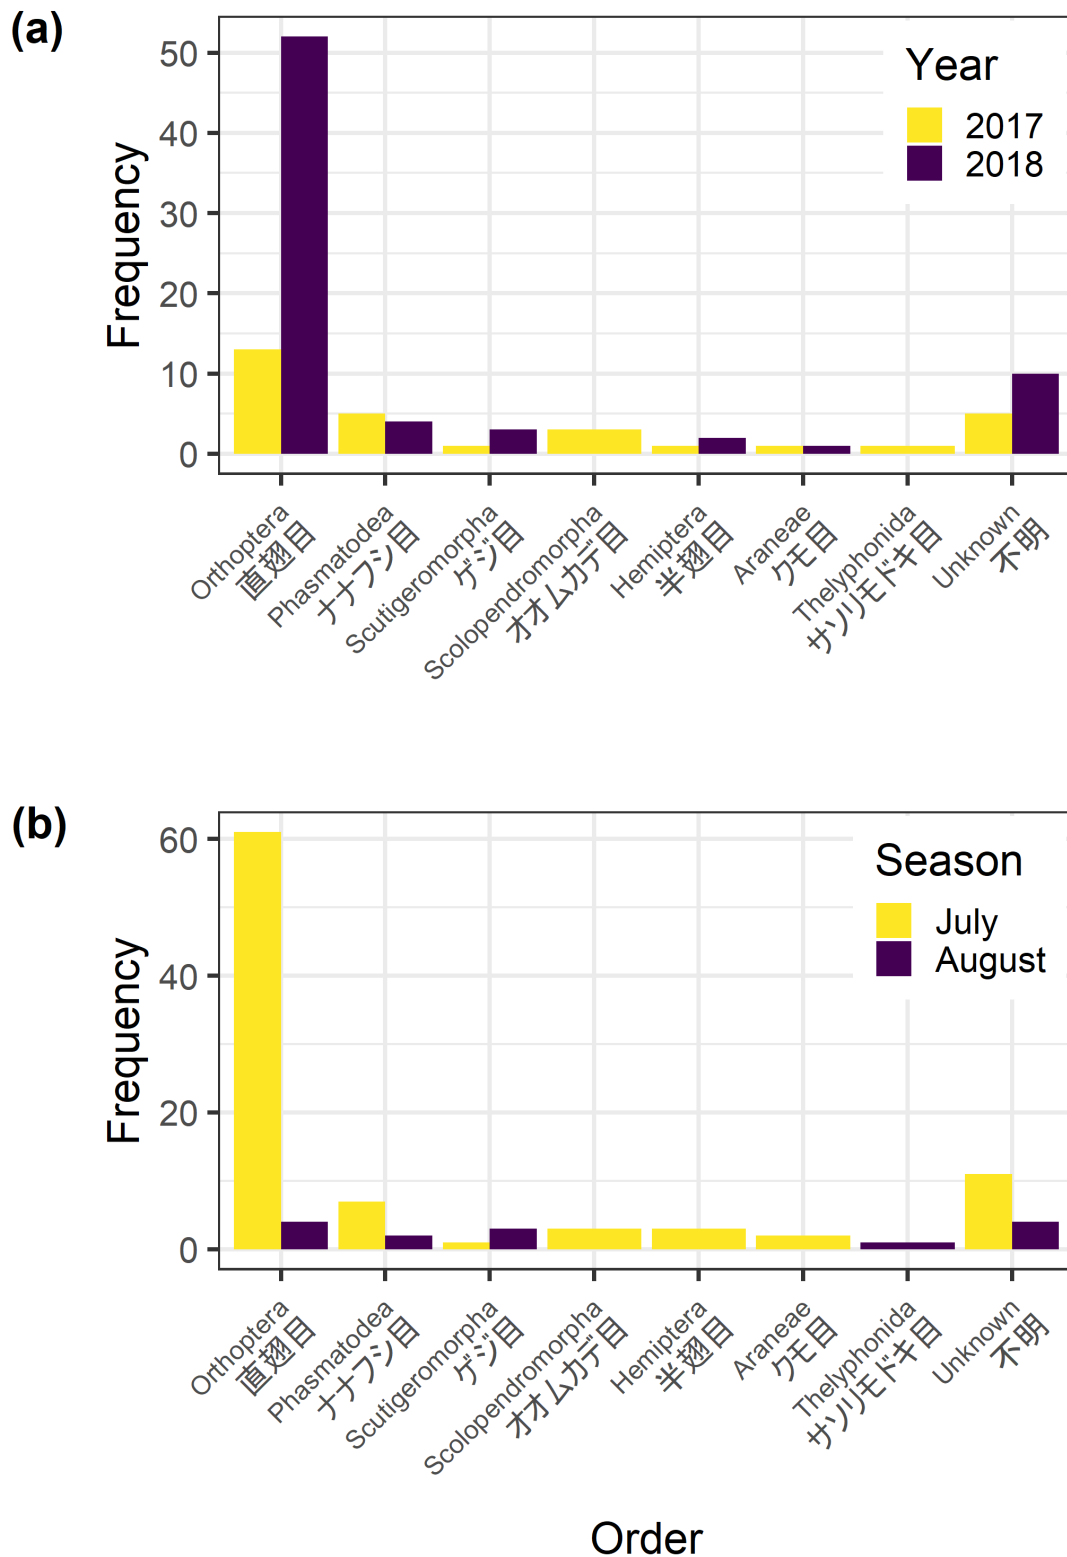 (a)
Year
2017
2018
Frequency
50
40
30
20
10
0
Orthoptera
直翅目
Phasmatodea
ナナフシ目
Scutigeromorpha
ゲジ目
Scolopendromorpha
オオムカデ目
Hemiptera
半翅目
Araneae
クモ目
Thelyphonida
サソリモドキ目
Unknown
不明
(b)
Season
July
August
Frequency
60
40
20
0
Orthoptera
直翅目
Phasmatodea
ナナフシ目
Scutigeromorpha
ゲジ目
Scolopendromorpha
オオムカデ目
Hemiptera
半翅目
Araneae
クモ目
Thelyphonida
サソリモドキ目
Unknown
不明
Order